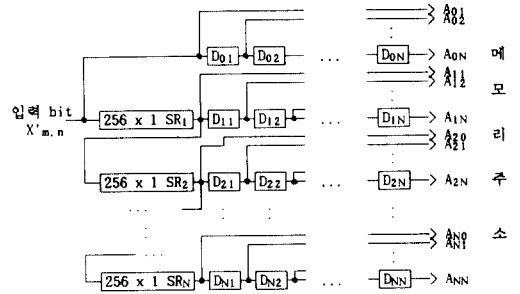 A01
A02
D01 D02 ... D0N A0N 메
A11
A12 모
입력 bit
X'm,n
256 x 1 SR1 D11 D12 ... D1N A1N
A20 리
A21
256 x 1 SR2 D21 D22 ... D2N A2N 주
AN0 소
AN1
256 x 1 SRN DN1 DN2 ... DNN ANN